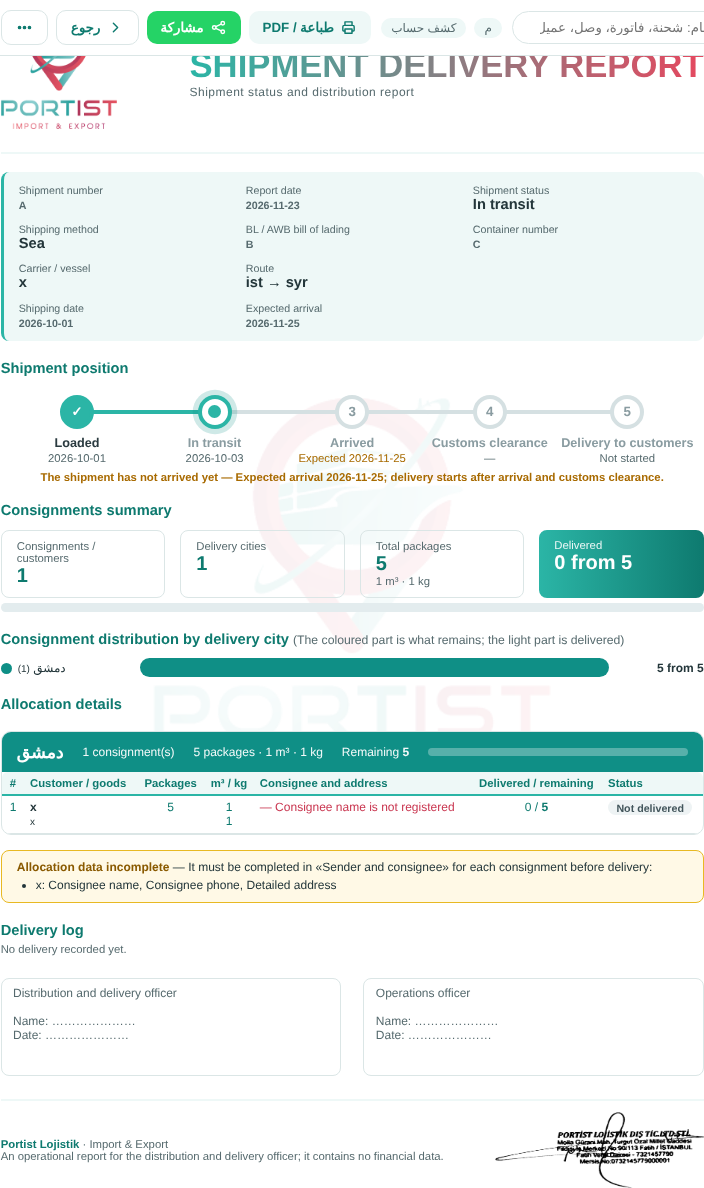 رجوع
مشاركة
طباعة / PDF
كشف حساب
م
شحنة، فاتورة، وصل، عميل
SHIPMENT DELIVERY REPORT
Shipment status and distribution report
PORTIST
IMPORT & EXPORT
Shipment number
A
Report date
2026-11-23
Shipment status
In transit
Shipping method
Sea
BL / AWB bill of lading
B
Container number
C
Carrier / vessel
x
Route
ist → syr
Shipping date
2026-10-01
Expected arrival
2026-11-25
Shipment position
✓
3
4
5
Loaded
In transit
Arrived
Customs clearance
Delivery to customers
2026-10-01
2026-10-03
Expected 2026-11-25
—
Not started
The shipment has not arrived yet — Expected arrival 2026-11-25; delivery starts after arrival and customs clearance.
Consignments summary
Consignments / customers
1
Delivery cities
1
Total packages
5
1 m³ · 1 kg
Delivered
0 from 5
Consignment distribution by delivery city (The coloured part is what remains; the light part is delivered)
دمشق (1)
5 from 5
PORTIST
Allocation details
دمشق 1 consignment(s) 5 packages · 1 m³ · 1 kg Remaining 5
# Customer / goods Packages m³ / kg Consignee and address Delivered / remaining Status
1 x 5 1 — Consignee name is not registered 0 / 5 Not delivered
x 1
Allocation data incomplete — It must be completed in «Sender and consignee» for each consignment before delivery:
• x: Consignee name, Consignee phone, Detailed address
Delivery log
No delivery recorded yet.
Distribution and delivery officer
Name: …………………
Date: …………………
Operations officer
Name: …………………
Date: …………………
Portist Lojistik · Import & Export
An operational report for the distribution and delivery officer; it contains no financial data.
PORTİST LOJİSTİK DIŞ TİC.LTD.ŞTİ.